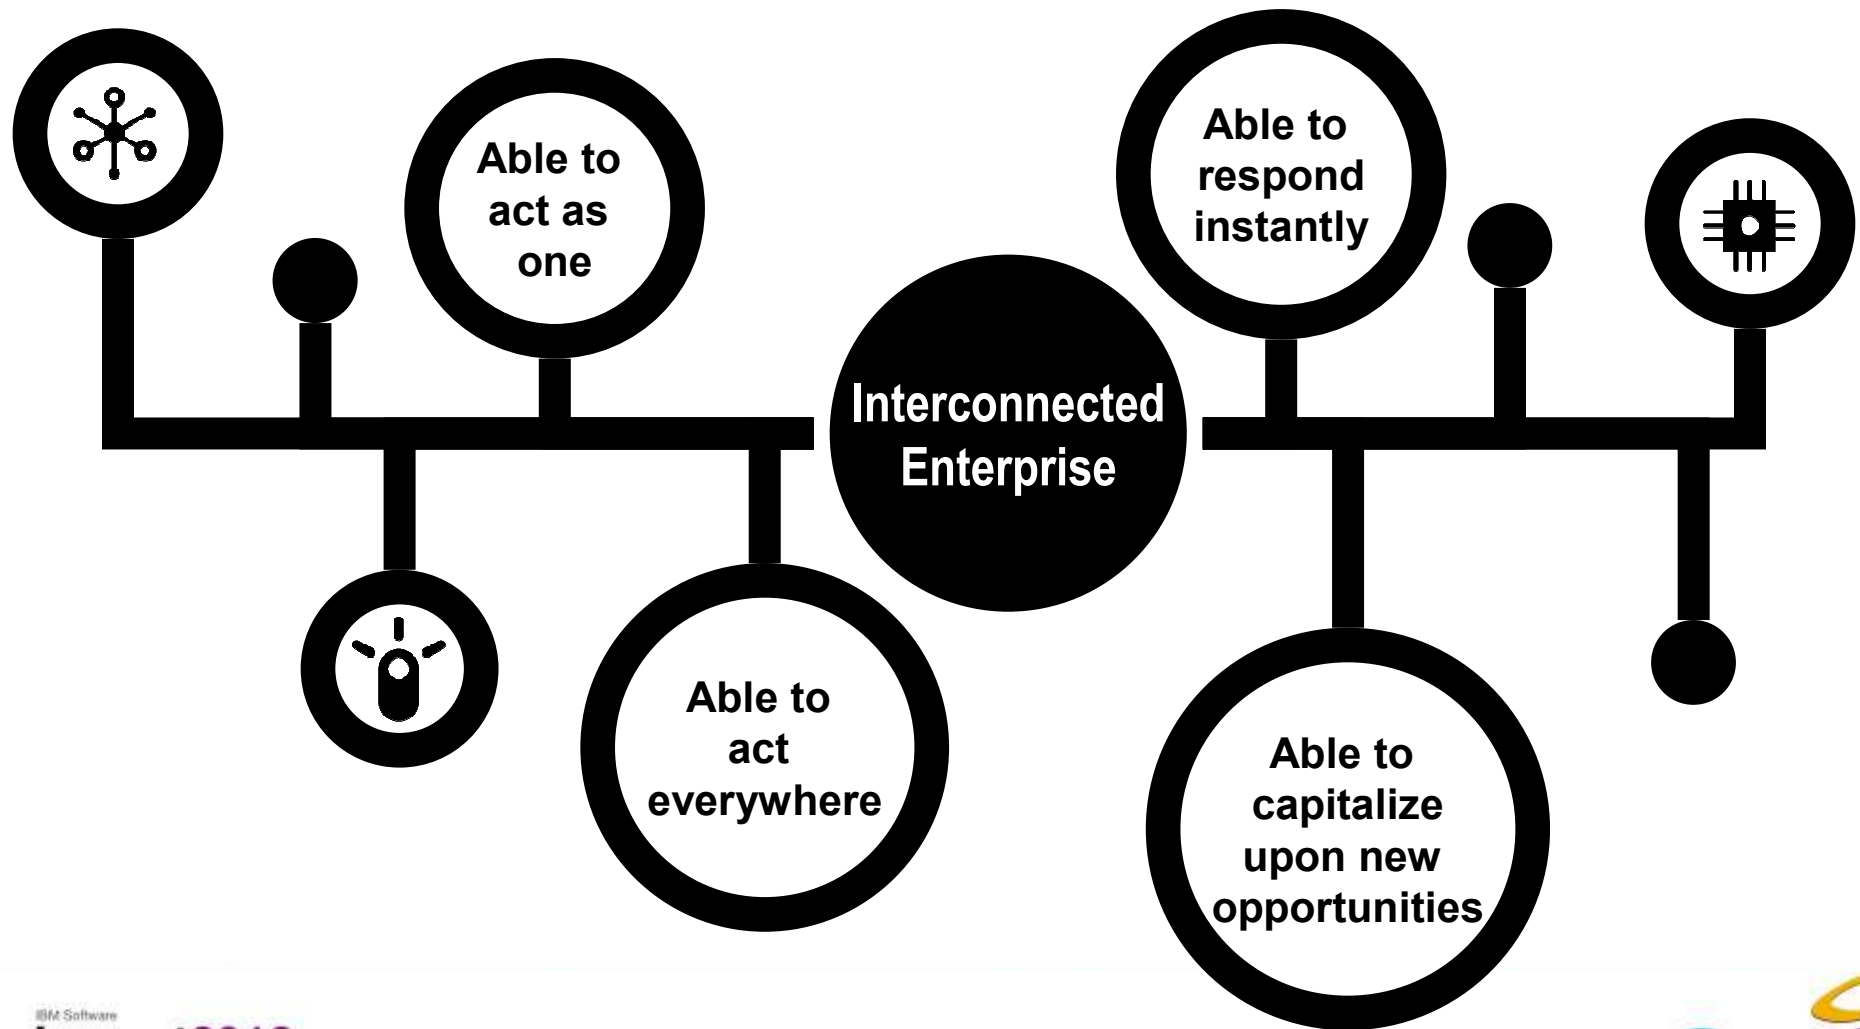 Able to
act as
one
Able to
respond
instantly
Interconnected
Enterprise
Able to
act
everywhere
Able to
capitalize
upon new
opportunities
IBM Software